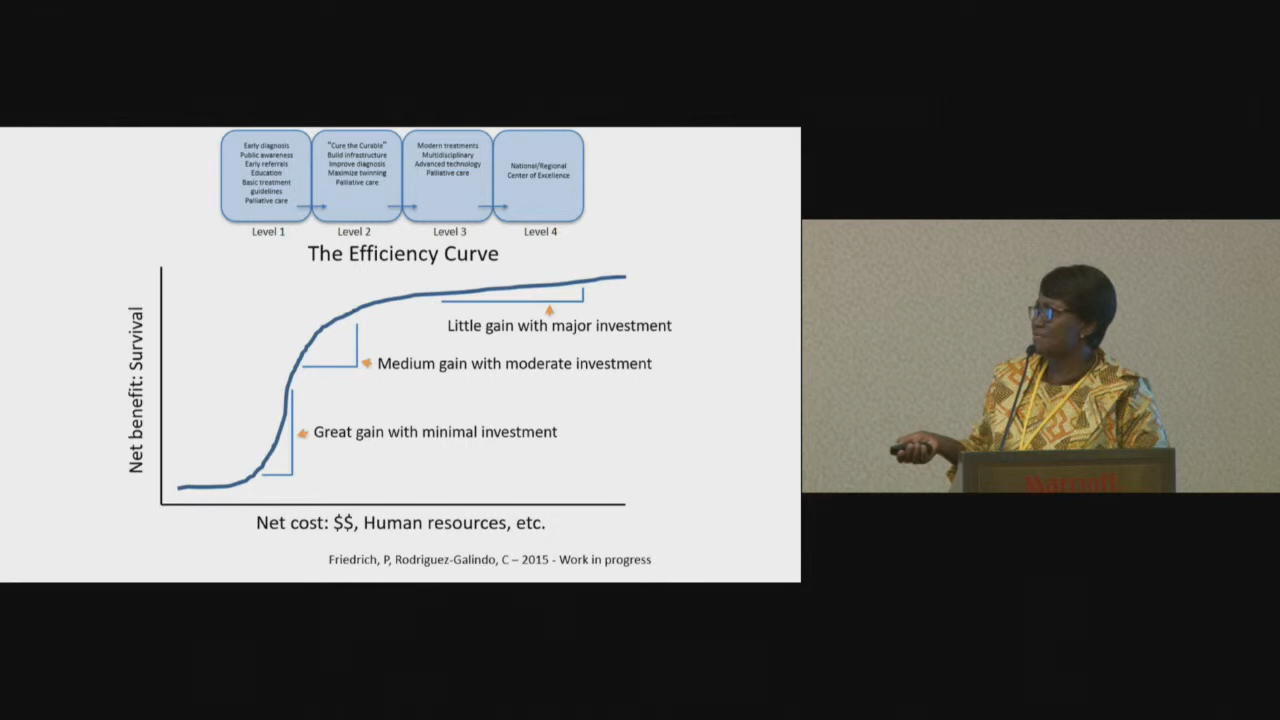 Early diagnosis
Public awareness
Early referrals
Education
Basic treatment
guidelines
Palliative care
"Cure the Curable"
Build infrastructure
Improve diagnosis
Maximize twinning
Palliative care
Modern treatments
Multidisciplinary
Advanced technology
Palliative care
National/Regional
Center of Excellence
Level 1
Level 2
Level 3
Level 4
The Efficiency Curve
Net benefit: Survival
Little gain with major investment
Medium gain with moderate investment
Great gain with minimal investment
Net cost: $$, Human resources, etc.
Friedrich, P, Rodriguez-Galindo, C – 2015 - Work in progress
Marriott